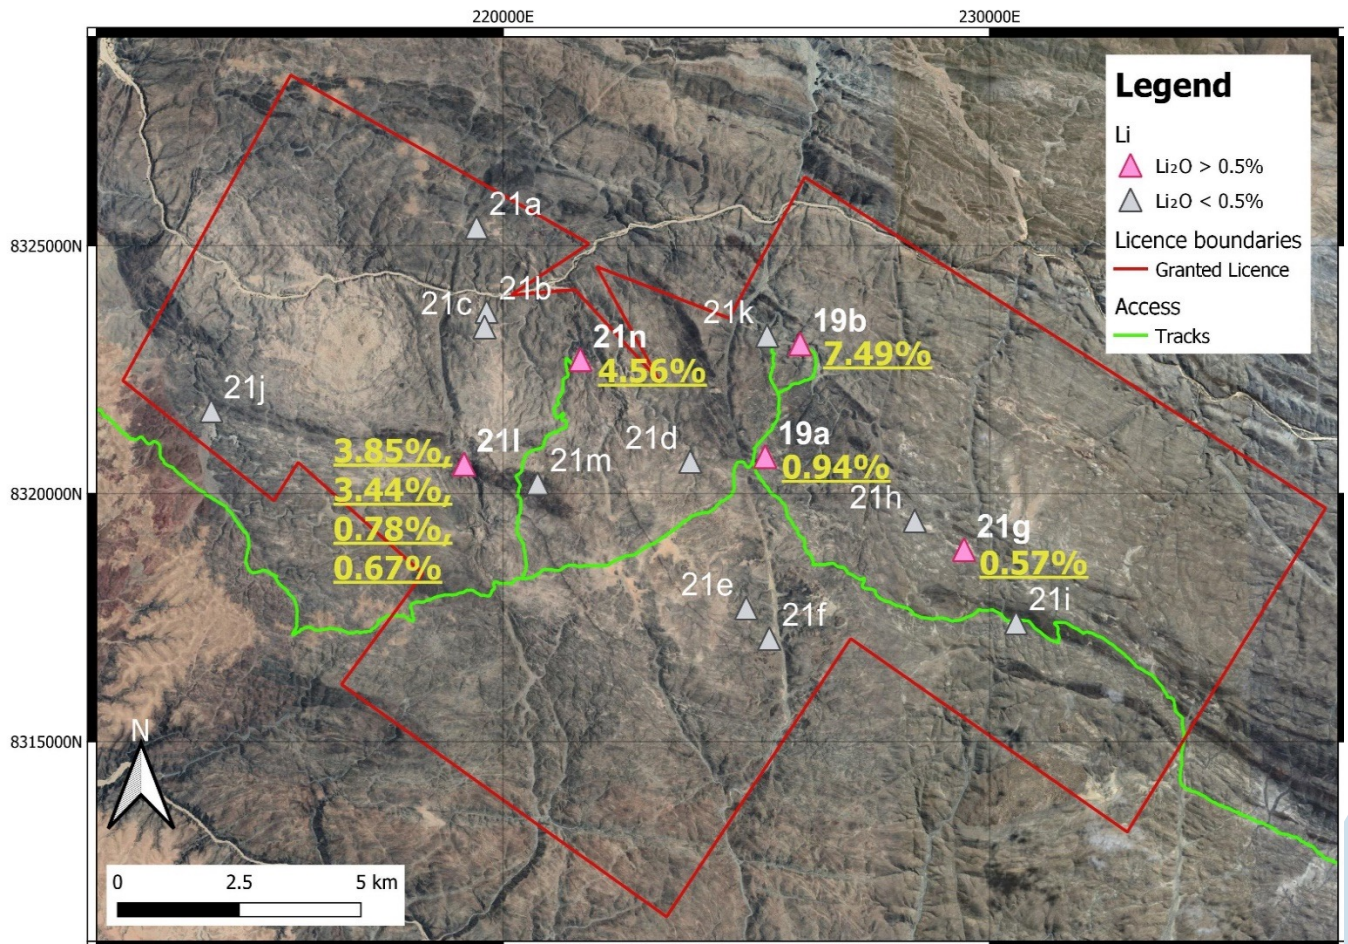 220000E
230000E
Legend
Li
Li₂O > 0.5%
Li₂O < 0.5%
Licence boundaries
Granted Licence
Access
Tracks
8325000N
8320000N
8315000N
21a
21b
21c
21k
19b
7.49%
21n
4.56%
21j
21l
3.85%,
3.44%,
0.78%,
0.67%
21m
21d
19a
0.94%
21h
21g
0.57%
21e
21f
21i
N
0 2.5 5 km